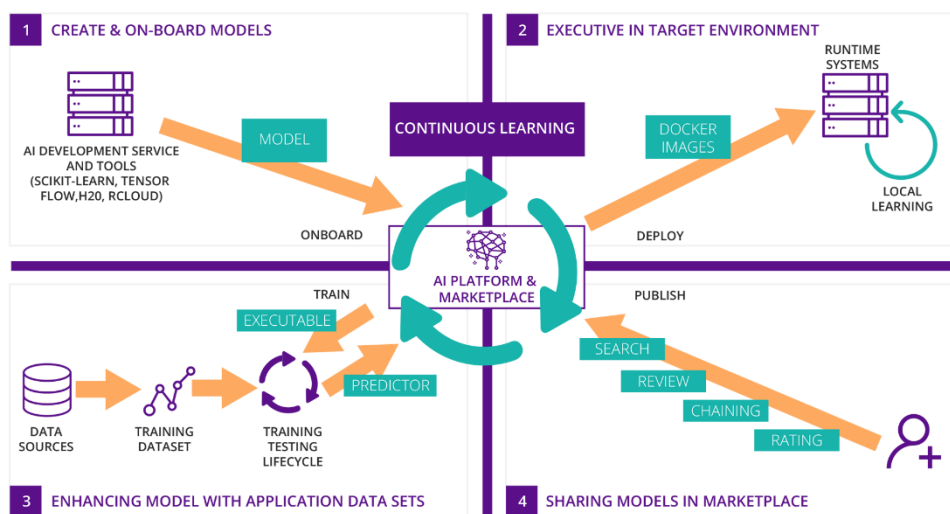 1 CREATE & ON-BOARD MODELS
AI DEVELOPMENT SERVICE
AND TOOLS
(SCIKIT-LEARN, TENSOR
FLOW,H20, RCLOUD)
MODEL
ONBOARD
CONTINUOUS LEARNING
2 EXECUTIVE IN TARGET ENVIRONMENT
RUNTIME
SYSTEMS
DOCKER
IMAGES
LOCAL
LEARNING
DEPLOY
AI PLATFORM &
MARKETPLACE
TRAIN
EXECUTABLE
PREDICTOR
DATA
SOURCES
TRAINING
DATASET
TRAINING
TESTING
LIFECYCLE
3 ENHANCING MODEL WITH APPLICATION DATA SETS
PUBLISH
SEARCH
REVIEW
CHAINING
RATING
4 SHARING MODELS IN MARKETPLACE